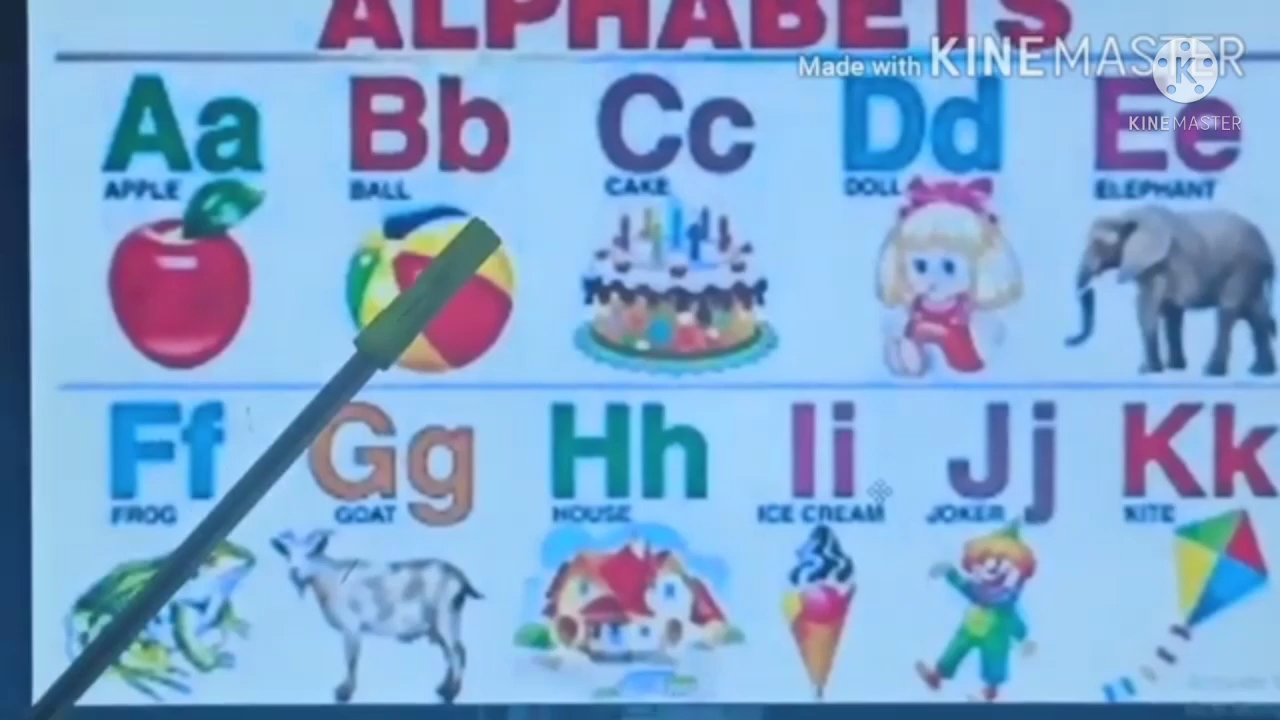 ALPHABETS
Made with KINEMASTER
KINEMASTER
Aa Bb Cc Dd Ee
APPLE BALL CAKE DOLL ELEPHANT
Ff Gg Hh Ii Jj Kk
FROG GOAT HOUSE ICE CREAM JOKER KITE